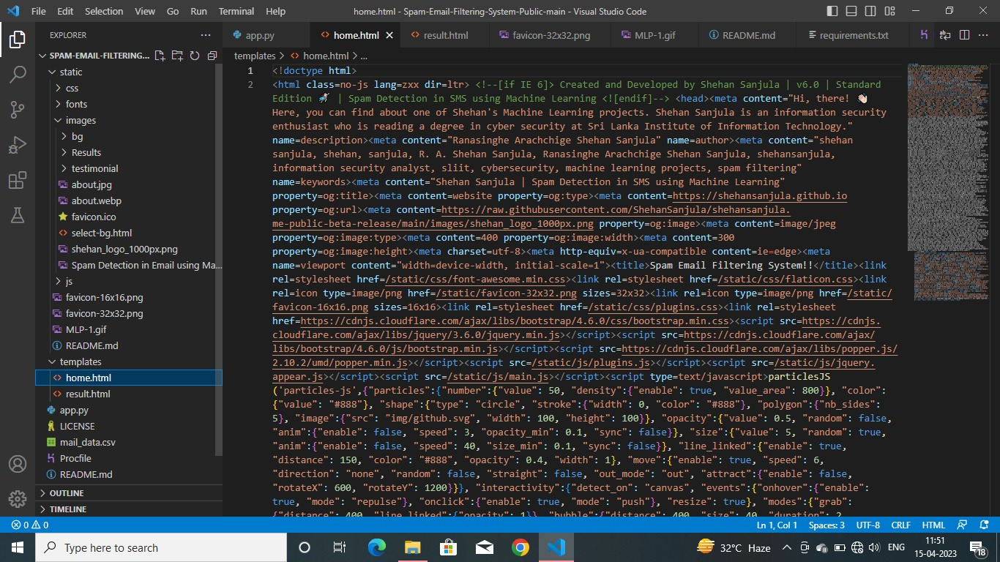 File Edit Selection View Go Run Terminal Help
home.html - Spam-Email-Filtering-System-Public-main - Visual Studio Code
EXPLORER
SPAM-EMAIL-FILTERING...
static
css
fonts
images
bg
Results
testimonial
about.jpg
about.webp
favicon.ico
select-bg.html
shehan_logo_1000px.png
Spam Detection in Email using Ma...
js
favicon-16x16.png
favicon-32x32.png
MLP-1.gif
README.md
templates
home.html
result.html
app.py
LICENSE
mail_data.csv
Procfile
README.md
OUTLINE
TIMELINE
app.py home.html result.html favicon-32x32.png MLP-1.gif README.md requirements.txt
templates > home.html > ...
1 <!doctype html>
2 <html class=no-js lang=zxx dir=ltr> <!--[if IE 6]> Created and Developed by Shehan Sanjula | v6.0 | Standard
Edition 🚀 | Spam Detection in SMS using Machine Learning <![endif]--> <head><meta content="Hi, there! 👋🏻
Here, you can find about one of Shehan's Machine Learning projects. Shehan Sanjula is an information security
enthusiast who is reading a degree in cyber security at Sri Lanka Institute of Information Technology."
name=description><meta content="Ranasinghe Arachchige Shehan Sanjula" name=author><meta content="shehan
sanjula, shehan, sanjula, R. A. Shehan Sanjula, Ranasinghe Arachchige Shehan Sanjula, shehansanjula,
information security analyst, sliit, cybersecurity, machine learning projects, spam filtering"
name=keywords><meta content="Shehan Sanjula | Spam Detection in SMS using Machine Learning"
property=og:title><meta content=website property=og:type><meta content=https://shehansanjula.github.io
property=og:url><meta content=https://raw.githubusercontent.com/ShehanSanjula/shehansanjula.
me-public-beta-release/main/images/shehan_logo_1000px.png property=og:image><meta content=image/jpeg
property=og:image:type><meta content=400 property=og:image:width><meta content=300
property=og:image:height><meta charset=utf-8><meta http-equiv=x-ua-compatible content=ie=edge><meta
name=viewport content="width=device-width, initial-scale=1"><title>Spam Email Filtering System!!</title><link
rel=stylesheet href=/static/css/font-awesome.min.css><link rel=stylesheet href=/static/css/flaticon.css><link
rel=icon type=image/png href=/static/favicon-32x32.png sizes=32x32><link rel=icon type=image/png href=/static/
favicon-16x16.png sizes=16x16><link rel=stylesheet href=/static/css/plugins.css><link rel=stylesheet
href=https://cdnjs.cloudflare.com/ajax/libs/bootstrap/4.6.0/css/bootstrap.min.css><script src=https://cdnjs.
cloudflare.com/ajax/libs/jquery/3.6.0/jquery.min.js></script><script src=https://cdnjs.cloudflare.com/ajax/
libs/bootstrap/4.6.0/js/bootstrap.min.js></script><script src=https://cdnjs.cloudflare.com/ajax/libs/popper.js/
2.10.2/umd/popper.min.js></script><script src=/static/js/plugins.js></script><script src=/static/js/jquery.
appear.js></script><script src=/static/js/main.js></script><script type=text/javascript>particlesJS
('particles-js',{"particles":{"number":{"value": 50, "density":{"enable": true, "value_area": 800}}, "color":
{"value": "#888"}, "shape":{"type": "circle", "stroke":{"width": 0, "color": "#888"}, "polygon":{"nb_sides":
5}, "image":{"src": "img/github.svg", "width": 100, "height": 100}}, "opacity":{"value": 0.5, "random": false,
"anim":{"enable": false, "speed": 3, "opacity_min": 0.1, "sync": false}}, "size":{"value": 5, "random": true,
"anim":{"enable": false, "speed": 40, "size_min": 0.1, "sync": false}}, "line_linked":{"enable": true,
"distance": 150, "color": "#888", "opacity": 0.4, "width": 1}, "move":{"enable": true, "speed": 6,
"direction": "none", "random": false, "straight": false, "out_mode": "out", "attract":{"enable": false,
"rotateX": 600, "rotateY": 1200}}}, "interactivity":{"detect_on": "canvas", "events":{"onhover":{"enable":
true, "mode": "repulse"}, "onclick":{"enable": true, "mode": "push"}, "resize": true}, "modes":{"grab":
{"distance": 400, "line_linked":{"opacity": 1}}, "bubble":{"distance": 400, "size": 40, "duration": 2,
0 0
Ln 1, Col 1 Spaces: 3 UTF-8 CRLF HTML
Type here to search
32°C Haze
ENG
11:51
15-04-2023
18